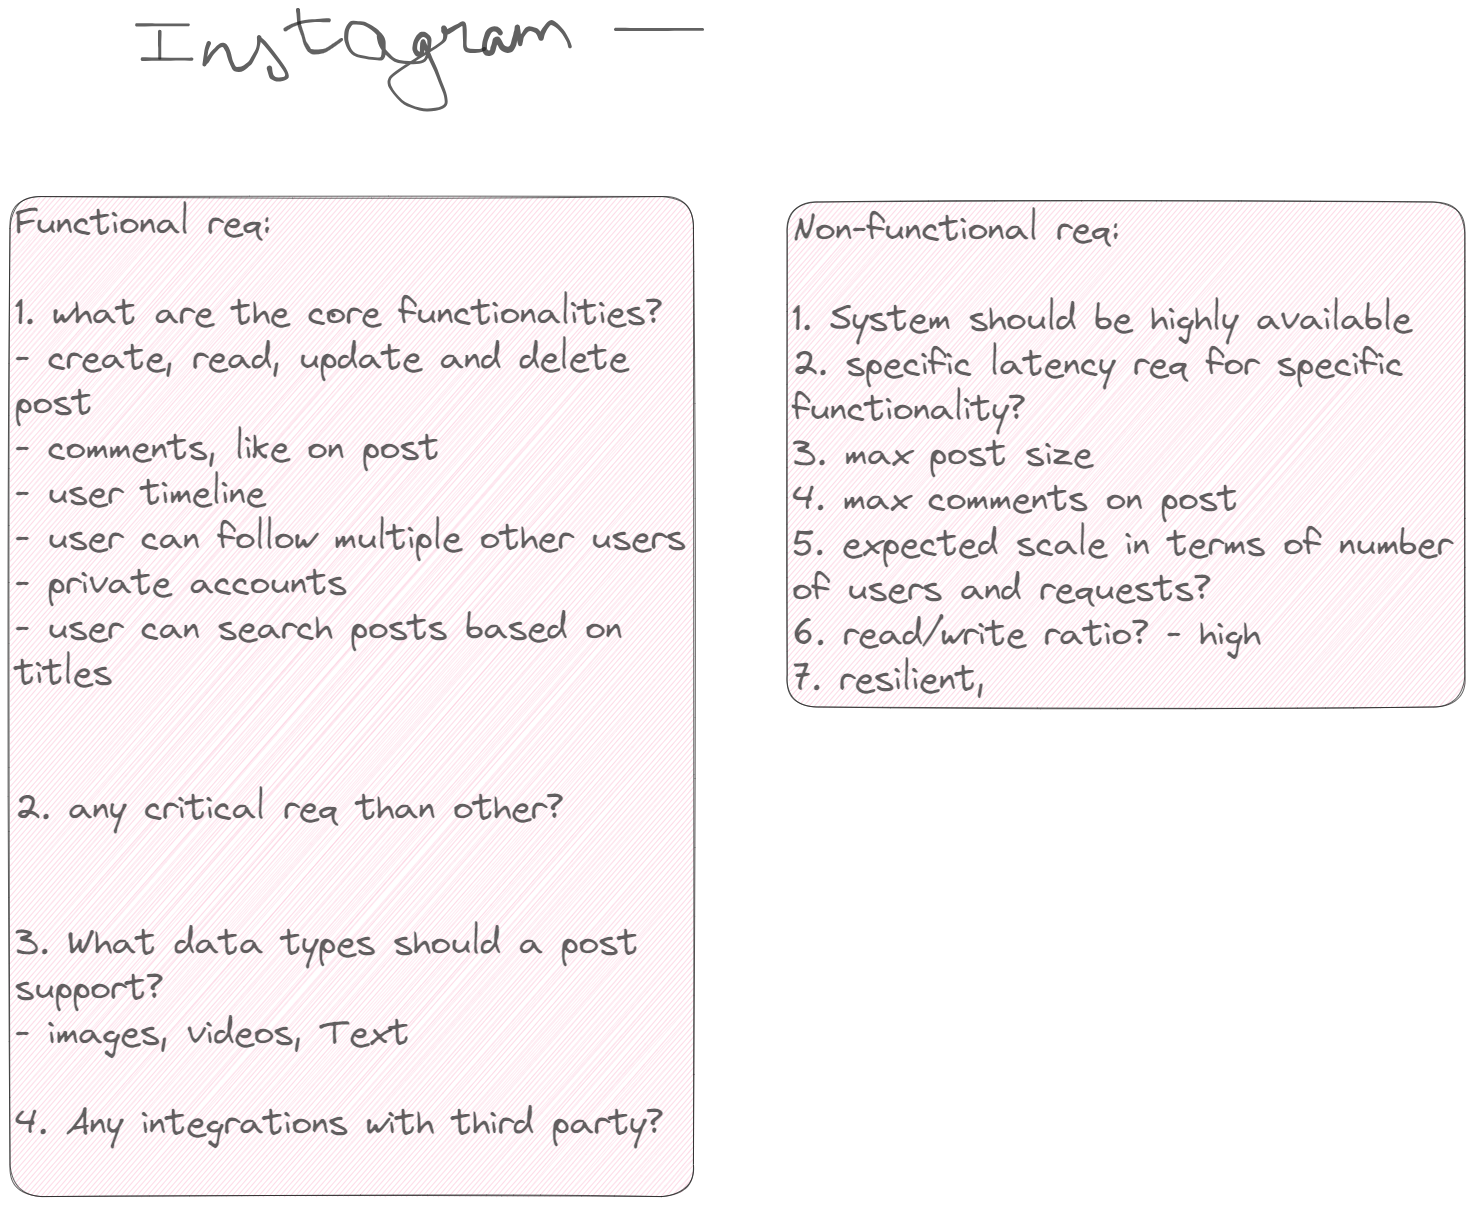 Instagram —
Functional req:
1. what are the core functionalities?
- create, read, update and delete
post
- comments, like on post
- user timeline
- user can follow multiple other users
- private accounts
- user can search posts based on
titles
2. any critical req than other?
3. What data types should a post
support?
- images, videos, Text
4. Any integrations with third party?
Non-functional req:
1. System should be highly available
2. specific latency req for specific
functionality?
3. max post size
4. max comments on post
5. expected scale in terms of number
of users and requests?
6. read/write ratio? - high
7. resilient,